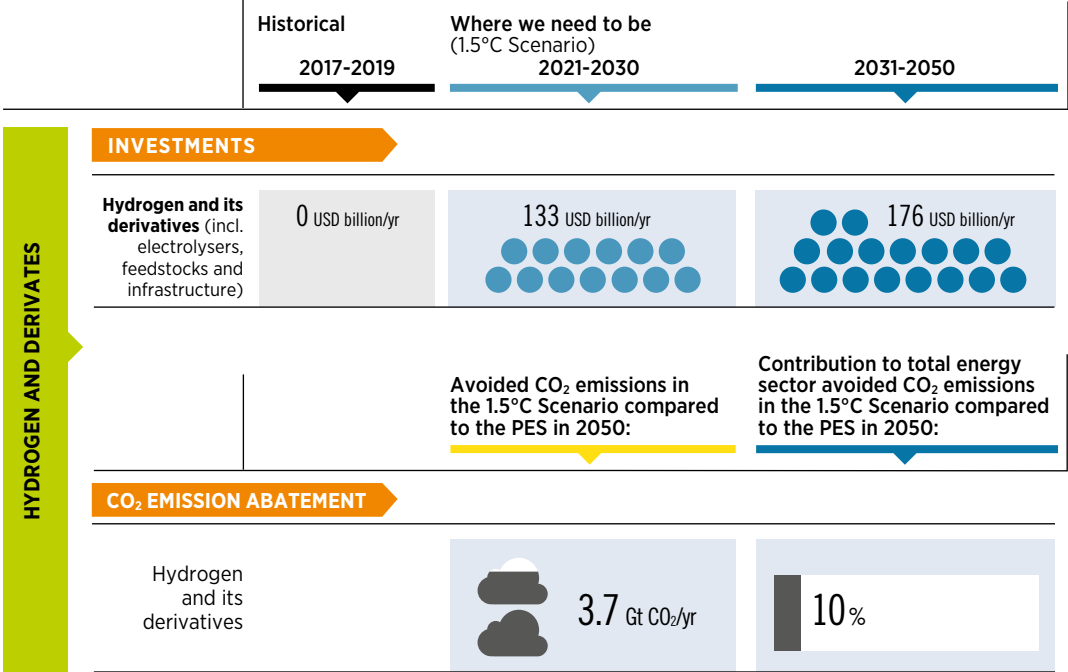 Historical
Where we need to be
(1.5°C Scenario)
2017-2019
2021-2030
2031-2050
HYDROGEN AND DERIVATES
INVESTMENTS
Hydrogen and its
derivatives (incl.
electrolysers,
feedstocks and
infrastructure)
0 USD billion/yr
133 USD billion/yr
176 USD billion/yr
Avoided CO₂ emissions in
the 1.5°C Scenario compared
to the PES in 2050:
Contribution to total energy
sector avoided CO₂ emissions
in the 1.5°C Scenario compared
to the PES in 2050:
CO₂ EMISSION ABATEMENT
Hydrogen
and its
derivatives
3.7 Gt CO₂/yr
10%